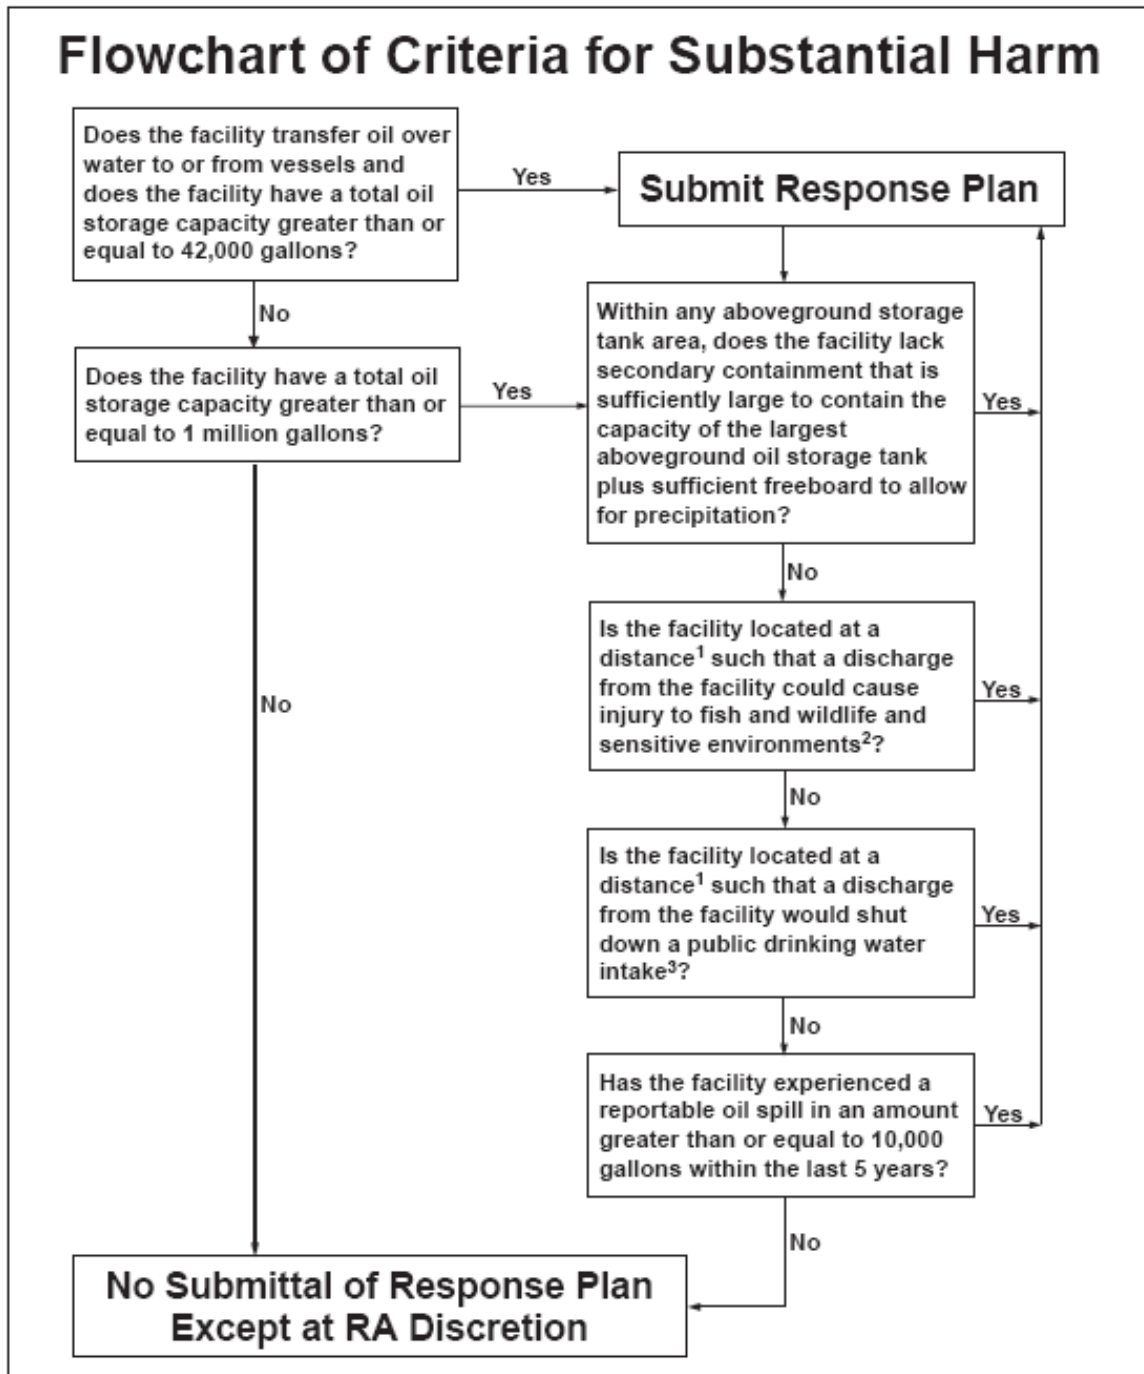 Flowchart of Criteria for Substantial Harm
Does the facility transfer oil over
water to or from vessels and
does the facility have a total oil
storage capacity greater than or
equal to 42,000 gallons?
Yes
Submit Response Plan
No
Does the facility have a total oil
storage capacity greater than or
equal to 1 million gallons?
Yes
Within any aboveground storage
tank area, does the facility lack
secondary containment that is
sufficiently large to contain the
capacity of the largest
aboveground oil storage tank
plus sufficient freeboard to allow
for precipitation?
Yes
No
Is the facility located at a
distance¹ such that a discharge
from the facility could cause
injury to fish and wildlife and
sensitive environments²?
Yes
No
No
Is the facility located at a
distance¹ such that a discharge
from the facility would shut
down a public drinking water
intake³?
Yes
No
Has the facility experienced a
reportable oil spill in an amount
greater than or equal to 10,000
gallons within the last 5 years?
Yes
No
No Submittal of Response Plan
Except at RA Discretion